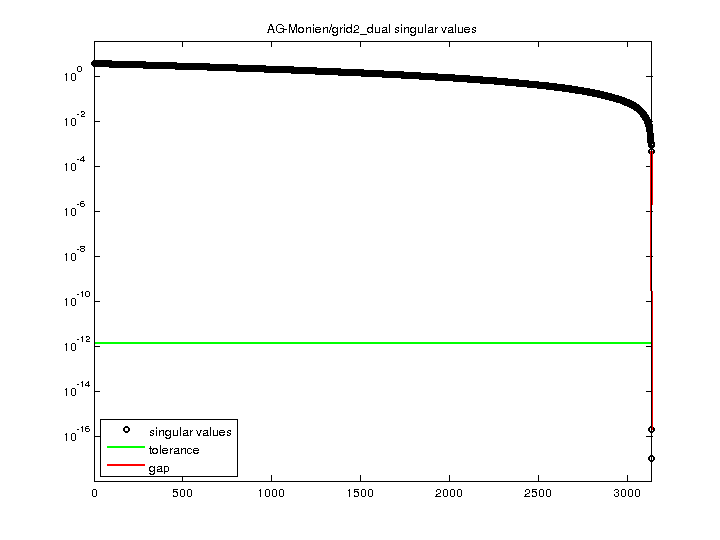 AG-Monien/grid2_dual singular values
10^0
10^-2
10^-4
10^-6
10^-8
10^-10
10^-12
10^-14
10^-16
singular values
tolerance
gap
0 500 1000 1500 2000 2500 3000